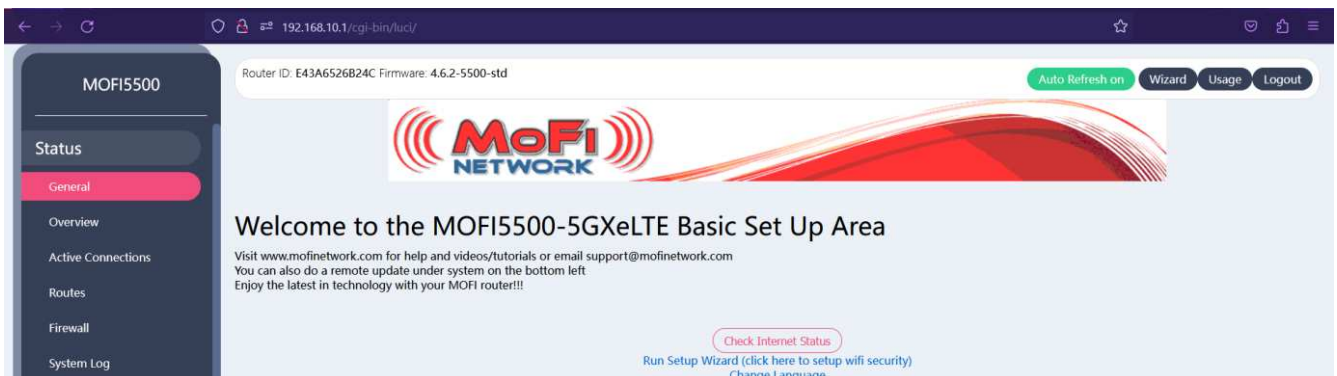 192.168.10.1/cgi-bin/luci/
MOFI5500
Router ID: E43A6526B24C Firmware: 4.6.2-5500-std
Auto Refresh on Wizard Usage Logout
MOFI
NETWORK
Status
General
Overview
Active Connections
Routes
Firewall
System Log
Welcome to the MOFI5500-5GXeLTE Basic Set Up Area
Visit www.mofinetwork.com for help and videos/tutorials or email support@mofinetwork.com
You can also do a remote update under system on the bottom left
Enjoy the latest in technology with your MOFI router!!!
Check Internet Status
Run Setup Wizard (click here to setup wifi security)
Change Language